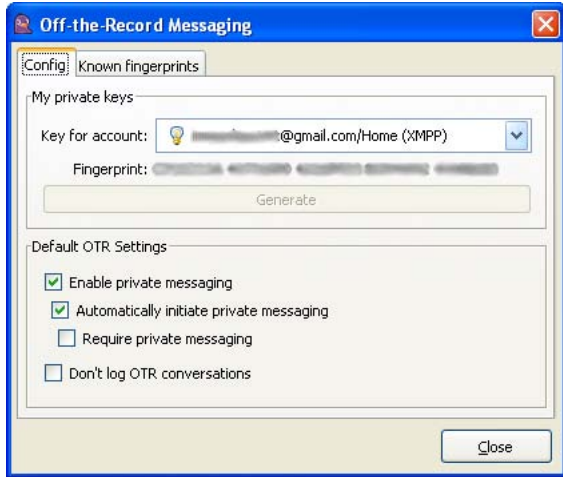 Off-the-Record Messaging
Config Known fingerprints
My private keys
Key for account: @gmail.com/Home (XMPP)
Fingerprint:
Generate
Default OTR Settings
Enable private messaging
Automatically initiate private messaging
Require private messaging
Don't log OTR conversations
Close